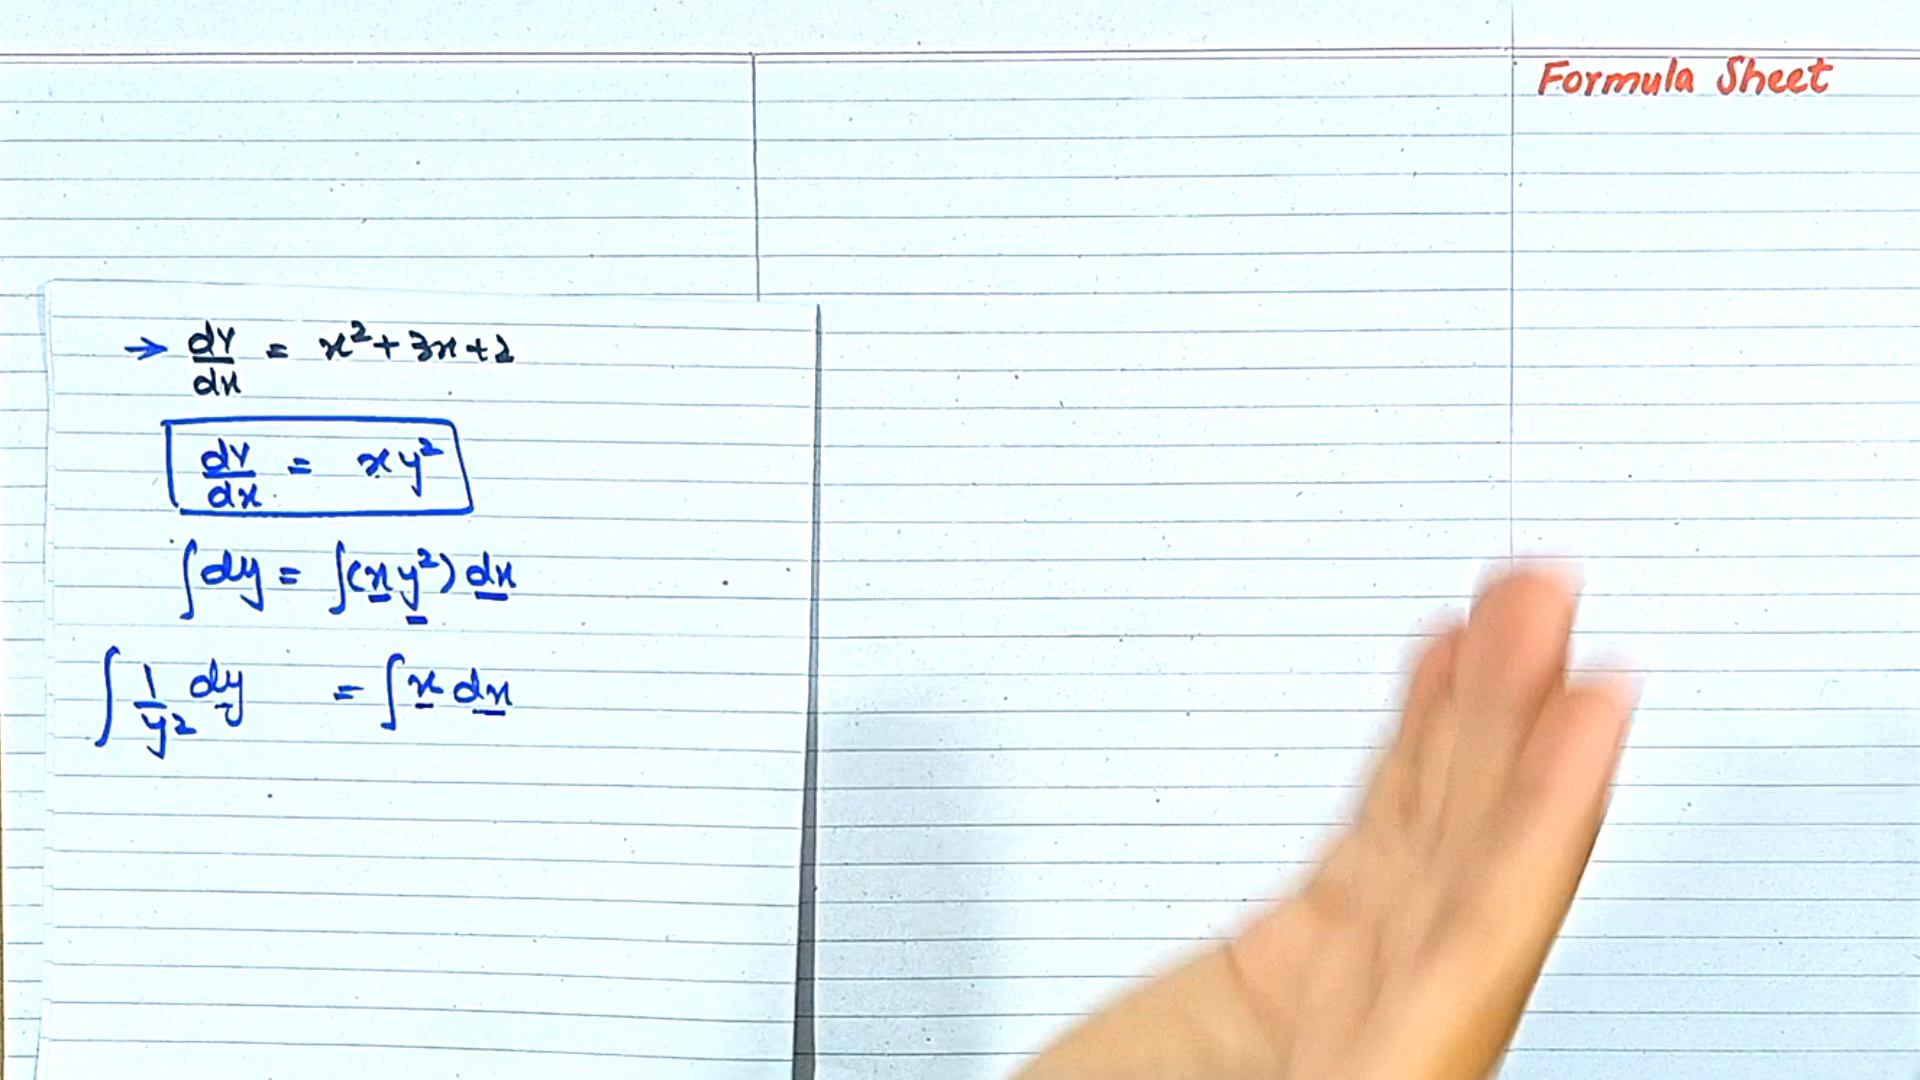 Formula Sheet
→ dy/dx = x² + 3x + 2
dy/dx = xy²
∫dy = ∫(xy²) dx
∫ 1/y² dy = ∫ x dx